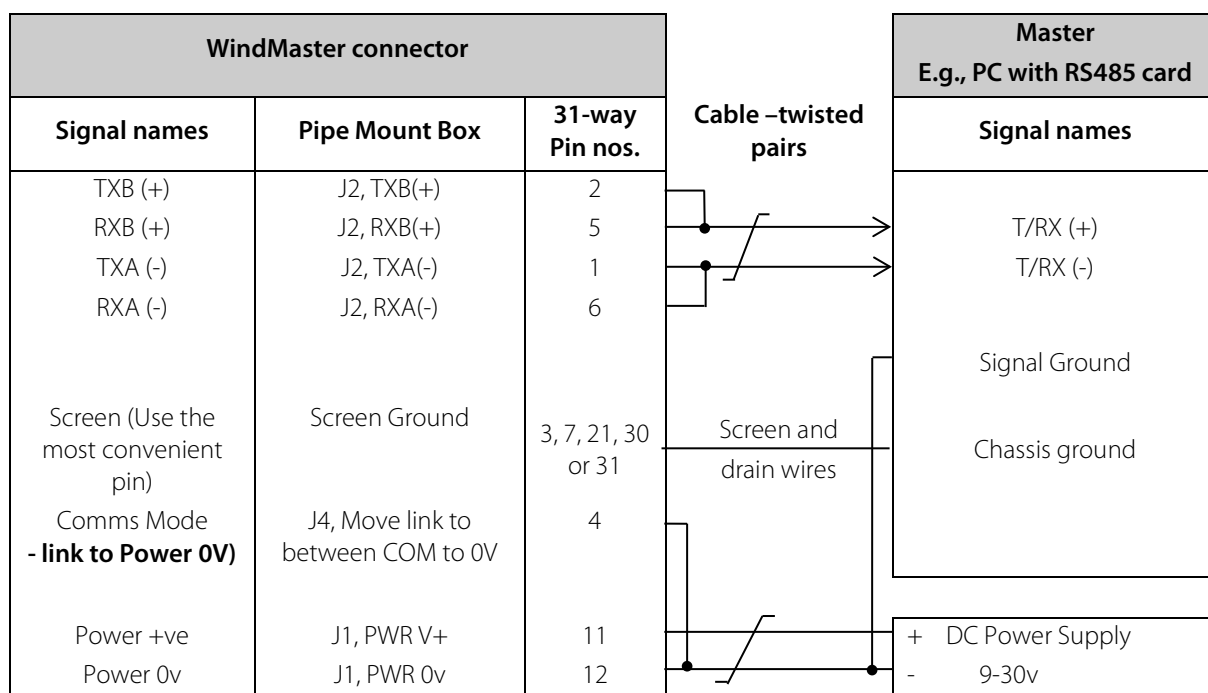 WindMaster connector
Master
E.g., PC with RS485 card
Signal names
Pipe Mount Box
31-way
Pin nos.
Cable –twisted
pairs
Signal names
TXB (+)
J2, TXB(+)
2
RXB (+)
J2, RXB(+)
5
T/RX (+)
TXA (-)
J2, TXA(-)
1
T/RX (-)
RXA (-)
J2, RXA(-)
6
Signal Ground
Screen (Use the
most convenient
pin)
Screen Ground
3, 7, 21, 30
or 31
Screen and
drain wires
Chassis ground
Comms Mode
- link to Power 0V)
J4, Move link to
between COM to 0V
4
Power +ve
J1, PWR V+
11
+ DC Power Supply
Power 0v
J1, PWR 0v
12
- 9-30v